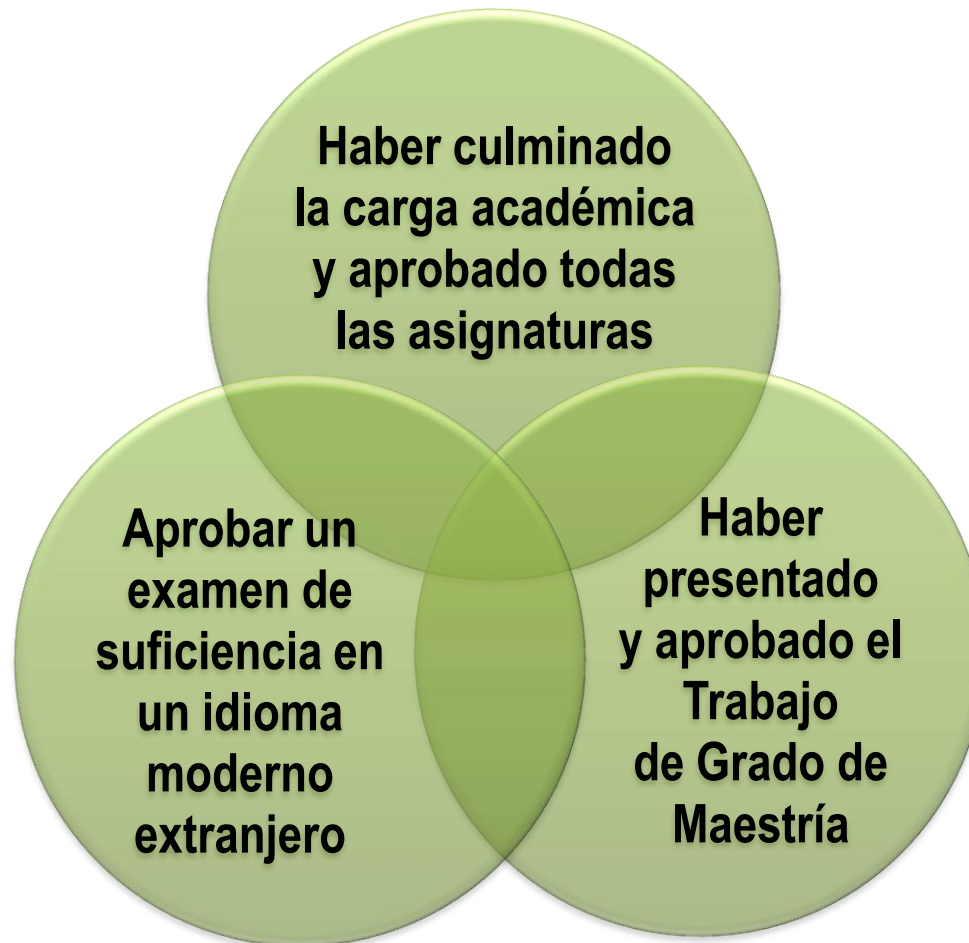 Haber culminado
la carga académica
y aprobado todas
las asignaturas
Aprobar un
examen de
suficiencia en
un idioma
moderno
extranjero
Haber
presentado
y aprobado el
Trabajo
de Grado de
Maestría